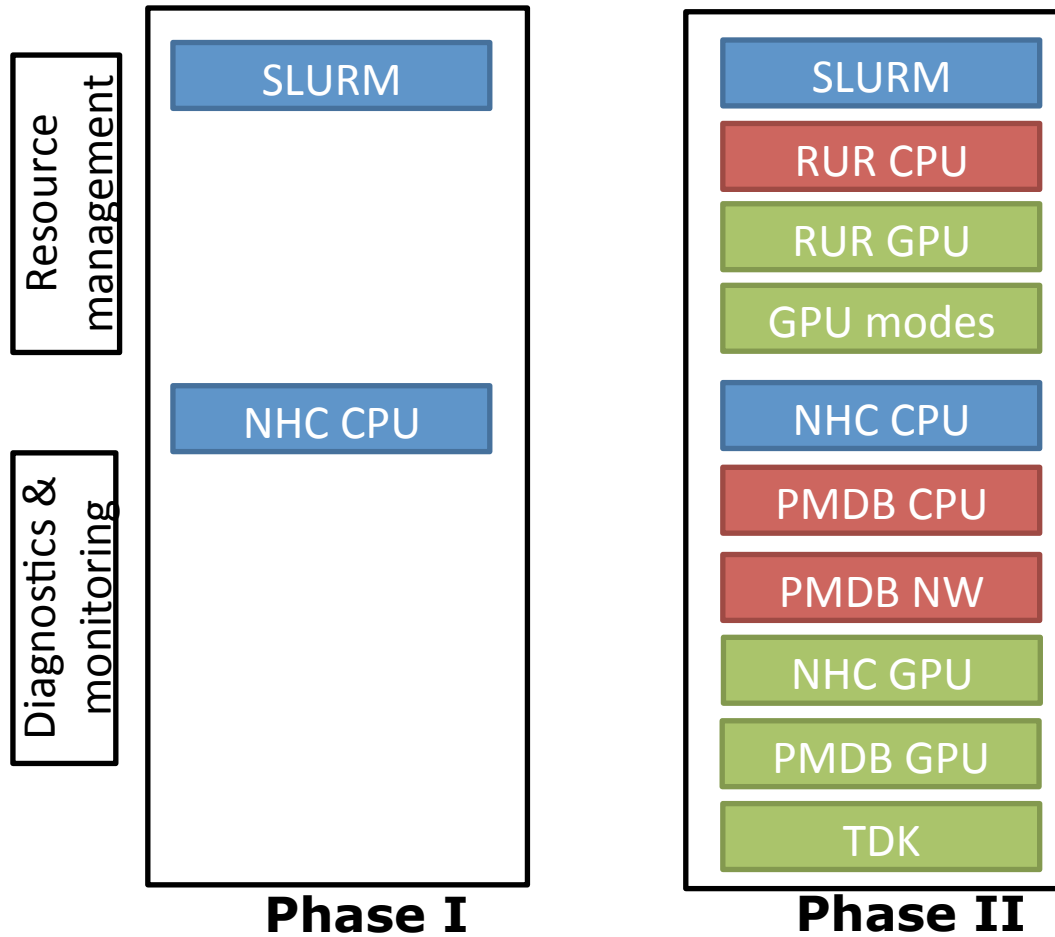 Resource
management
Diagnostics &
monitoring
SLURM
NHC CPU
Phase I
SLURM
RUR CPU
RUR GPU
GPU modes
NHC CPU
PMDB CPU
PMDB NW
NHC GPU
PMDB GPU
TDK
Phase II